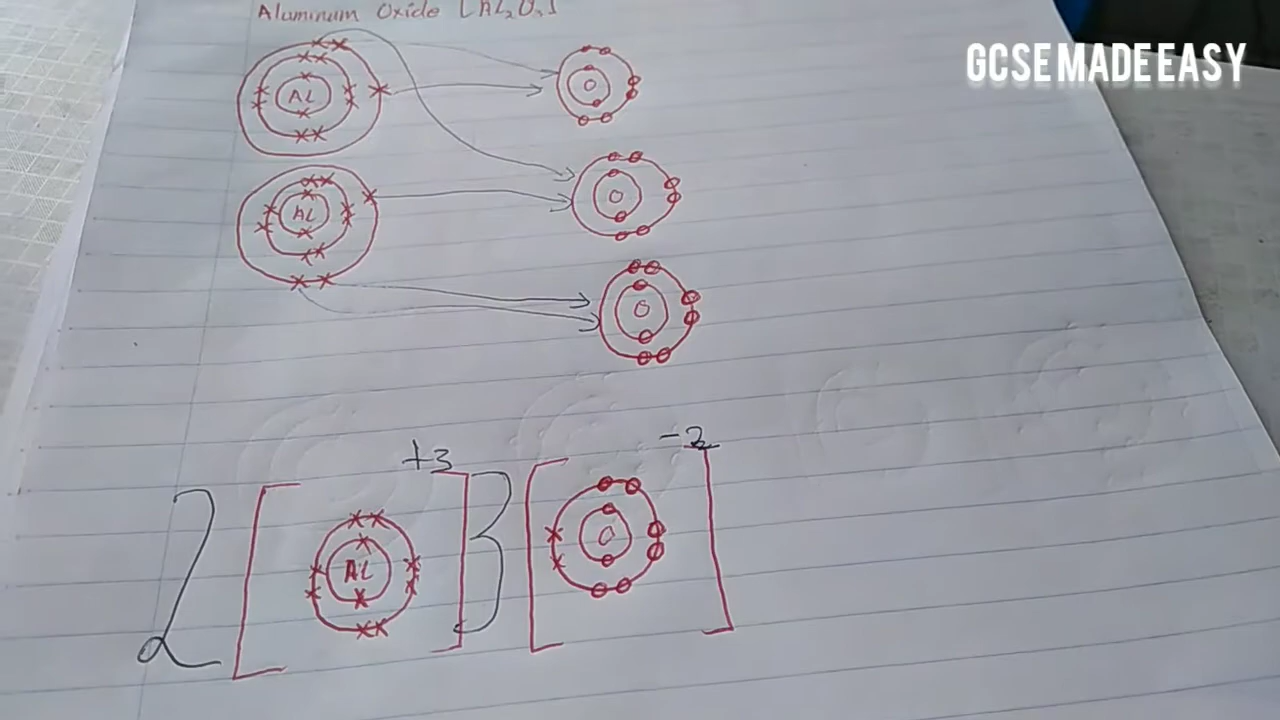 Aluminum Oxide [Al₂O₃]
GCSE MADE EASY
AL
O
AL
O
O
2 [AL]+3 3 [O]-2